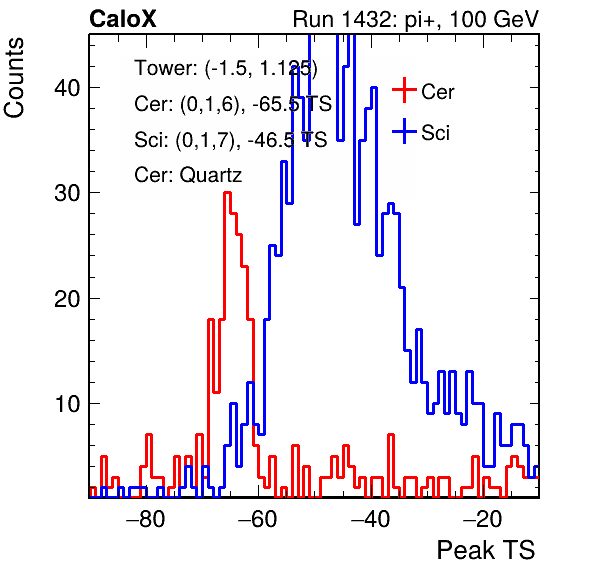 CaloX Run 1432: pi+, 100 GeV
Counts
Tower: (-1.5, 1.125)
Cer: (0,1,6), -65.5 TS
Sci: (0,1,7), -46.5 TS
Cer: Quartz
Cer
Sci
40
30
20
10
−80 −60 −40 −20
Peak TS